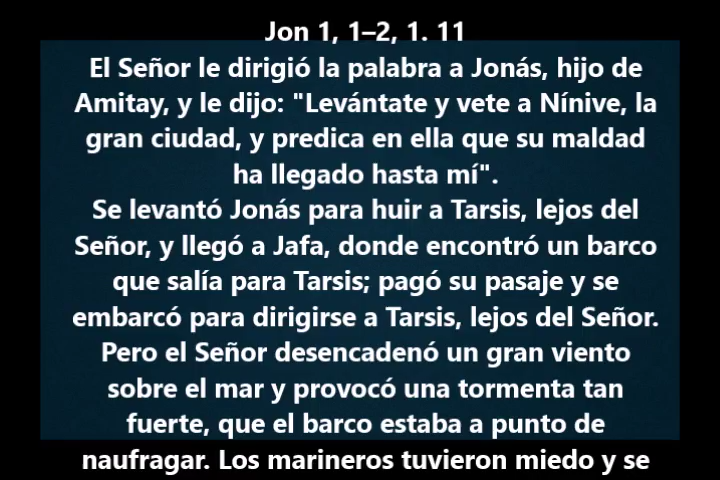 Jon 1, 1–2, 1. 11
El Señor le dirigió la palabra a Jonás, hijo de
Amitay, y le dijo: "Levántate y vete a Nínive, la
gran ciudad, y predica en ella que su maldad
ha llegado hasta mí".
Se levantó Jonás para huir a Tarsis, lejos del
Señor, y llegó a Jafa, donde encontró un barco
que salía para Tarsis; pagó su pasaje y se
embarcó para dirigirse a Tarsis, lejos del Señor.
Pero el Señor desencadenó un gran viento
sobre el mar y provocó una tormenta tan
fuerte, que el barco estaba a punto de
naufragar. Los marineros tuvieron miedo y se